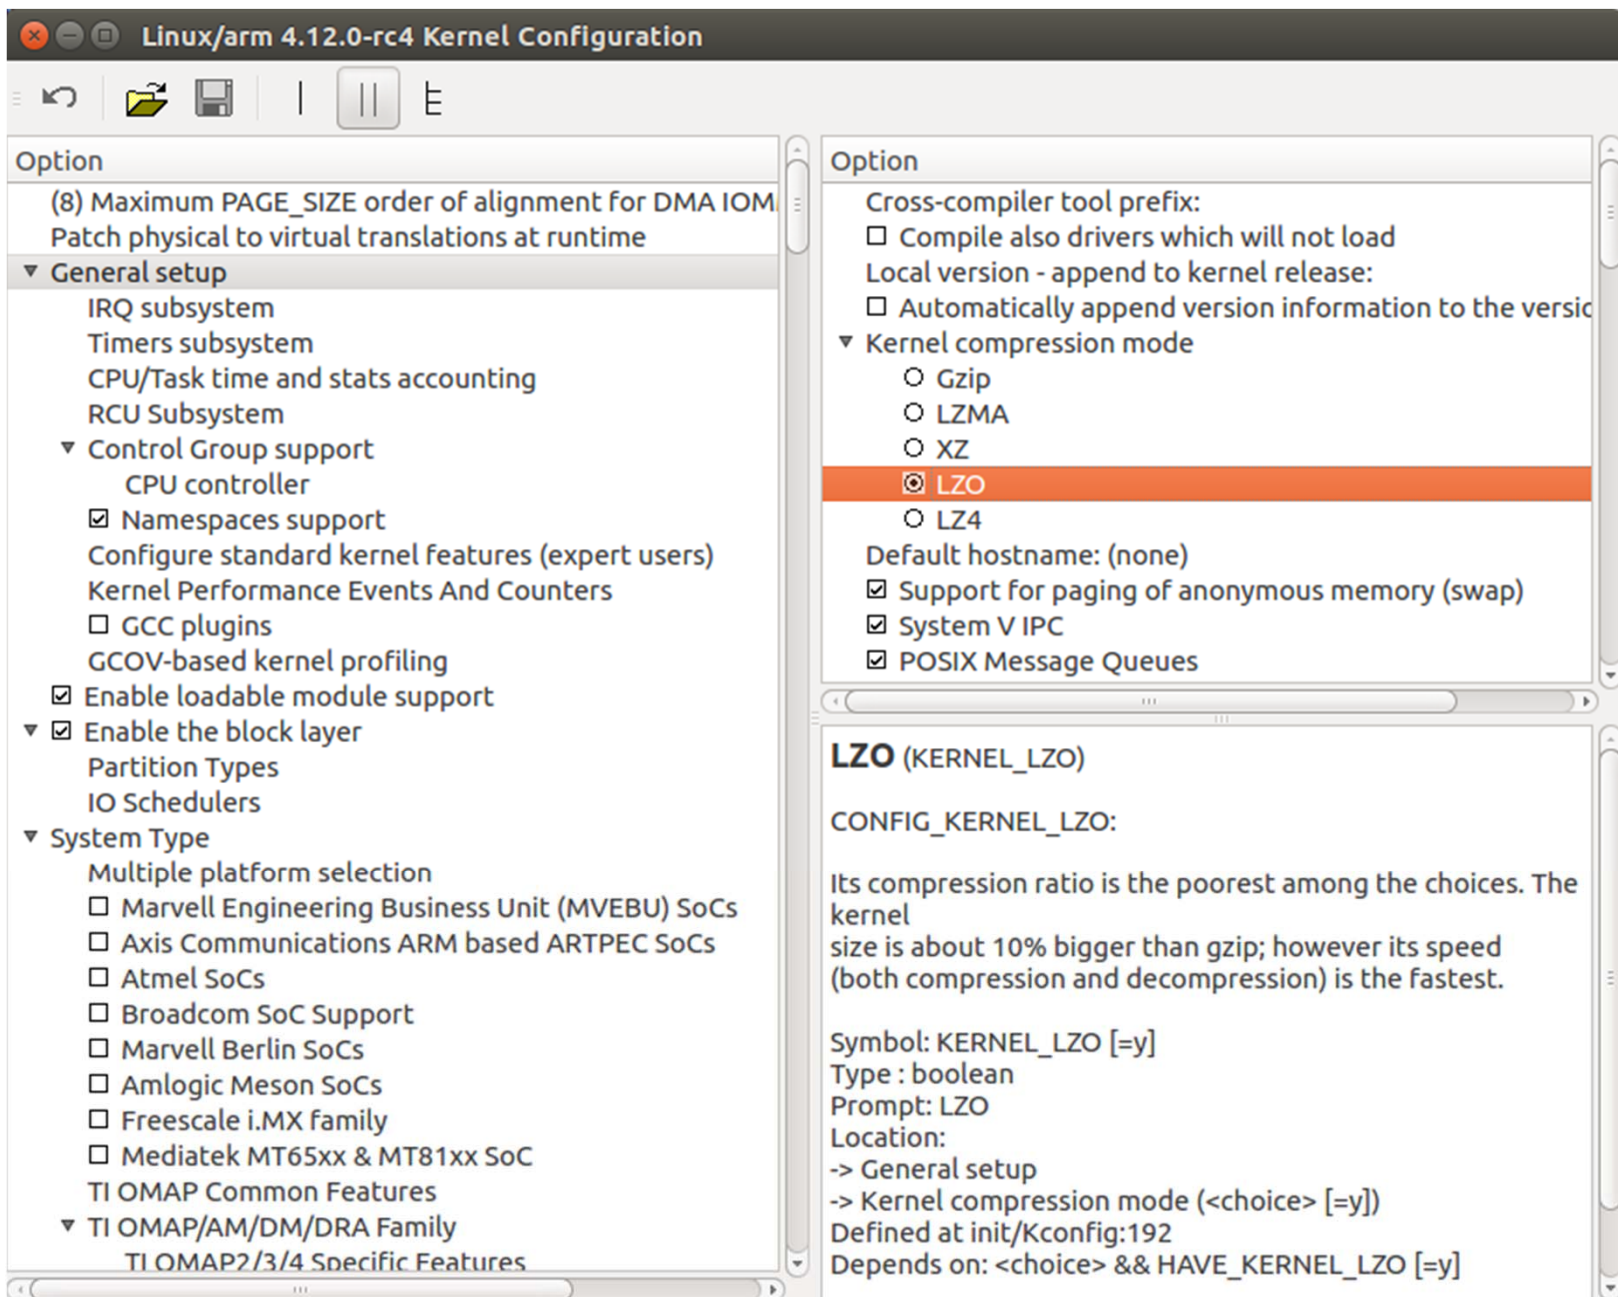 Linux/arm 4.12.0-rc4 Kernel Configuration
Option
(8) Maximum PAGE_SIZE order of alignment for DMA
Patch physical to virtual translations at runtime
General setup
IRQ subsystem
Timers subsystem
CPU/Task time and stats accounting
RCU Subsystem
Control Group support
CPU controller
Namespaces support
Configure standard kernel features (expert users)
Kernel Performance Events And Counters
GCC plugins
GCOV-based kernel profiling
Enable loadable module support
Enable the block layer
Partition Types
IO Schedulers
System Type
Multiple platform selection
Marvell Engineering Business Unit (MVEBU) SoCs
Axis Communications ARM based ARTPEC SoCs
Atmel SoCs
Broadcom SoC Support
Marvell Berlin SoCs
Amlogic Meson SoCs
Freescale i.MX family
Mediatek MT65xx & MT81xx SoC
TI OMAP Common Features
TI OMAP/AM/DM/DRA Family
TI OMAP2/3/4 Specific Features
Option
Cross-compiler tool prefix:
Compile also drivers which will not load
Local version - append to kernel release:
Automatically append version information to the
Kernel compression mode
Gzip
LZMA
XZ
LZO
LZ4
Default hostname: (none)
Support for paging of anonymous memory (swap)
System V IPC
POSIX Message Queues
LZO (KERNEL_LZO)
CONFIG_KERNEL_LZO:
Its compression ratio is the poorest among the choices. The
kernel
size is about 10% bigger than gzip; however its speed
(both compression and decompression) is the fastest.
Symbol: KERNEL_LZO [=y]
Type : boolean
Prompt: LZO
Location:
-> General setup
-> Kernel compression mode (<choice> [=y])
Defined at init/Kconfig:192
Depends on: <choice> && HAVE_KERNEL_LZO [=y]